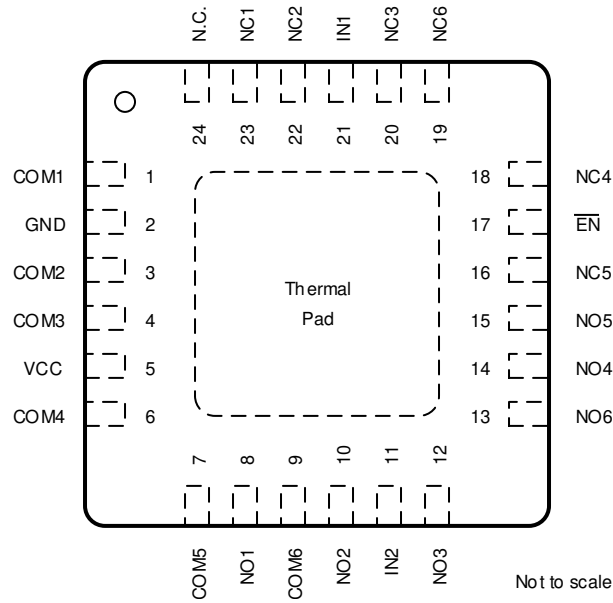 N.C.
NC1
NC2
IN1
NC3
NC6
24
23
22
21
20
19
COM1 1
GND 2
COM2 3
COM3 4
VCC 5
COM4 6
Thermal
Pad
18 NC4
17 EN
16 NC5
15 NO5
14 NO4
13 NO6
7
8
9
10
11
12
COM5
NO1
COM6
NO2
IN2
NO3
Not to scale